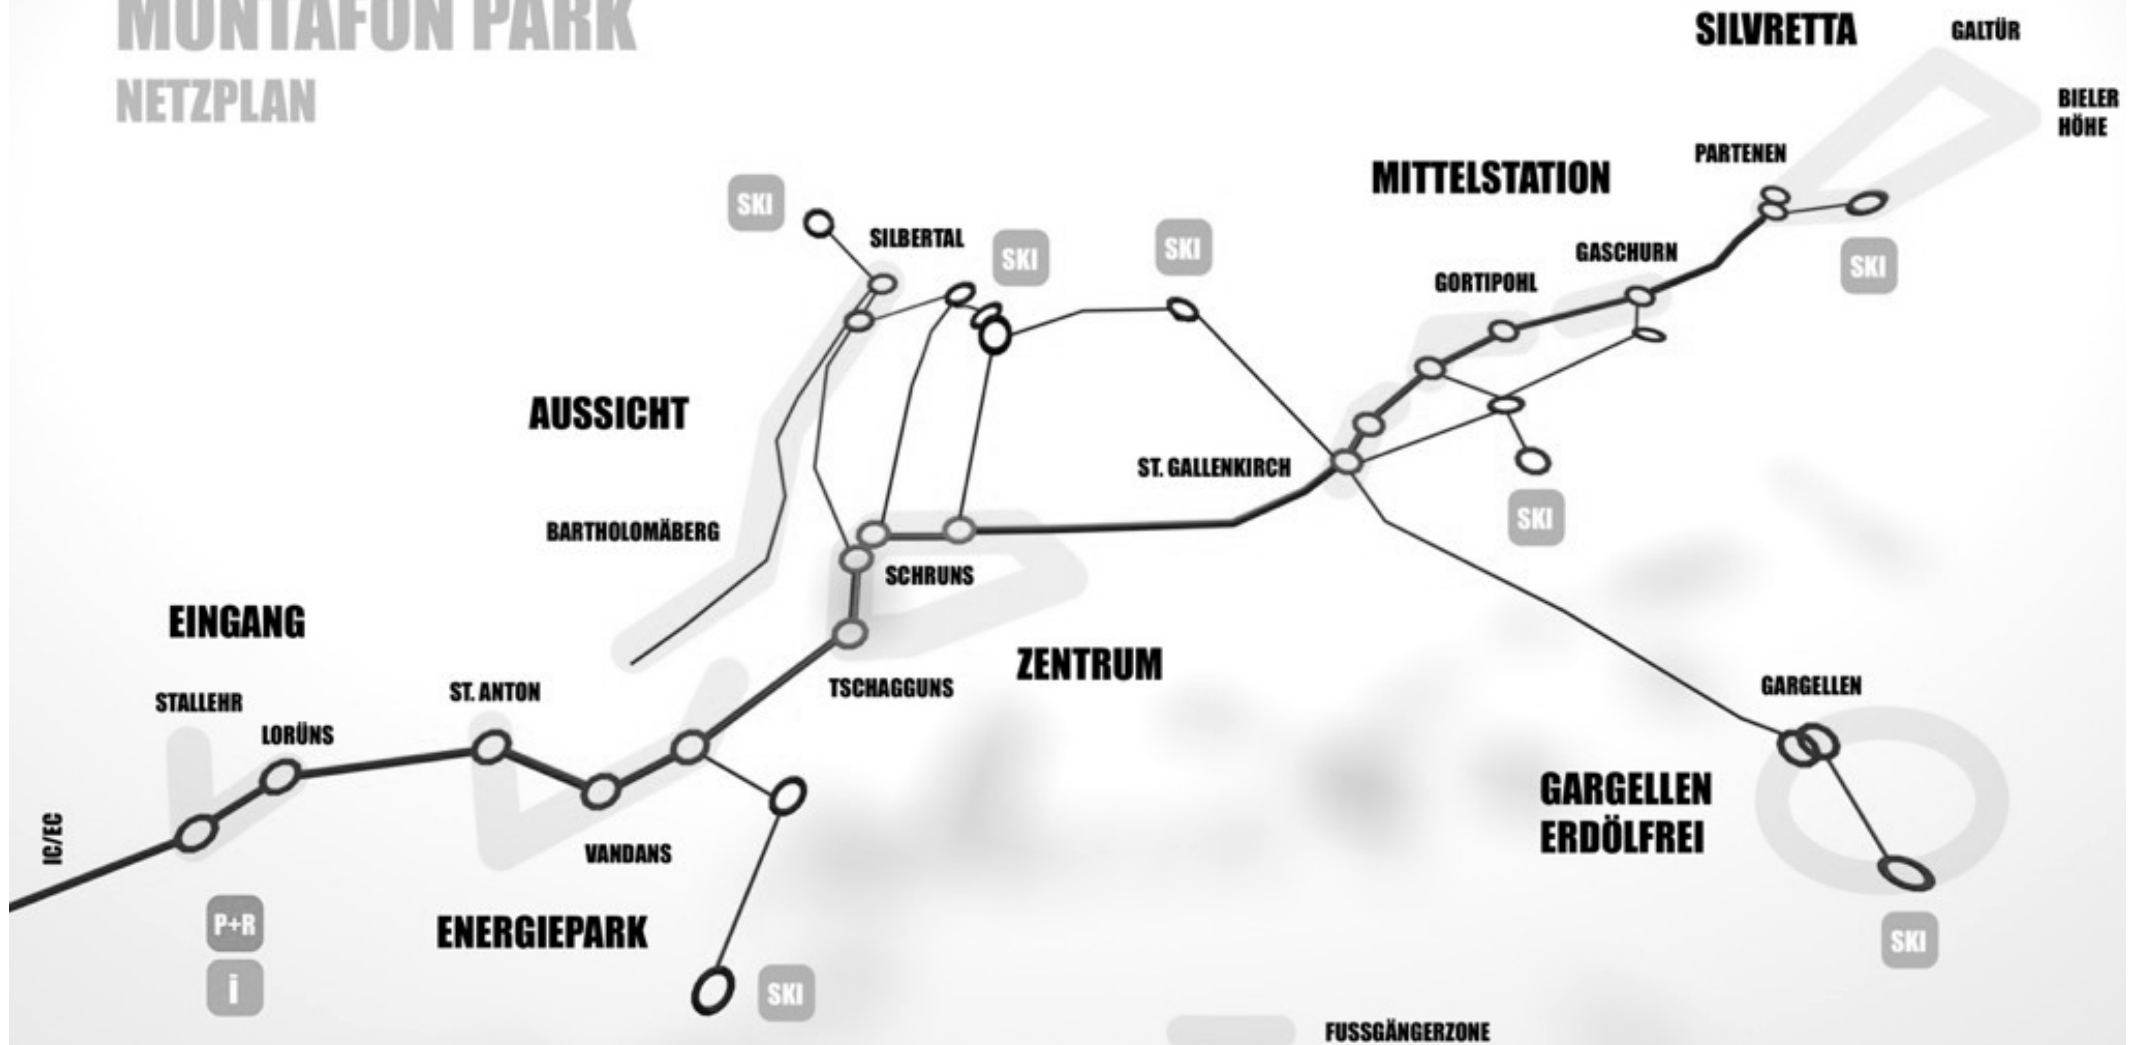 MONTAFON PARK
NETZPLAN
SILVRETTA
GALTÜR
BIELER
HÖHE
PARTENEN
MITTELSTATION
SKI
SILBERTAL
SKI
SKI
GASCHURN
SKI
GORTIPOHL
AUSSICHT
ST. GALLENKIRCH
SKI
BARTHOLOMÄBERG
SCHRUNS
EINGANG
ZENTRUM
STALLEHR
ST. ANTON
TSCHAGGUNS
GARGELLEN
LORÜNS
GARGELLEN
ERDÖLFREI
IC/EC
VANDANS
P+R
ENERGIEPARK
SKI
i
SKI
FUSSGÄNGERZONE